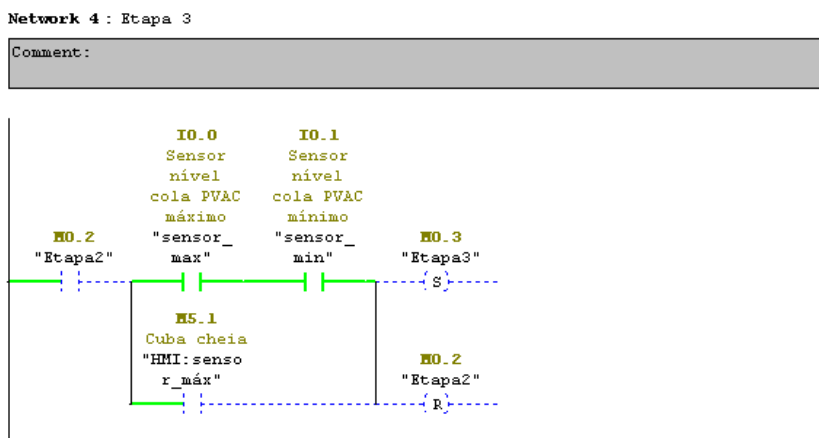 Network 4 : Etapa 3
Comment:
I0.0
Sensor
nível
cola PVAC
máximo
"sensor_
max"
I0.1
Sensor
nível
cola PVAC
mínimo
"sensor_
min"
M0.2
"Etapa2"
M0.3
"Etapa3"
S
M5.1
Cuba cheia
"HMI:senso
r_máx"
M0.2
"Etapa2"
R